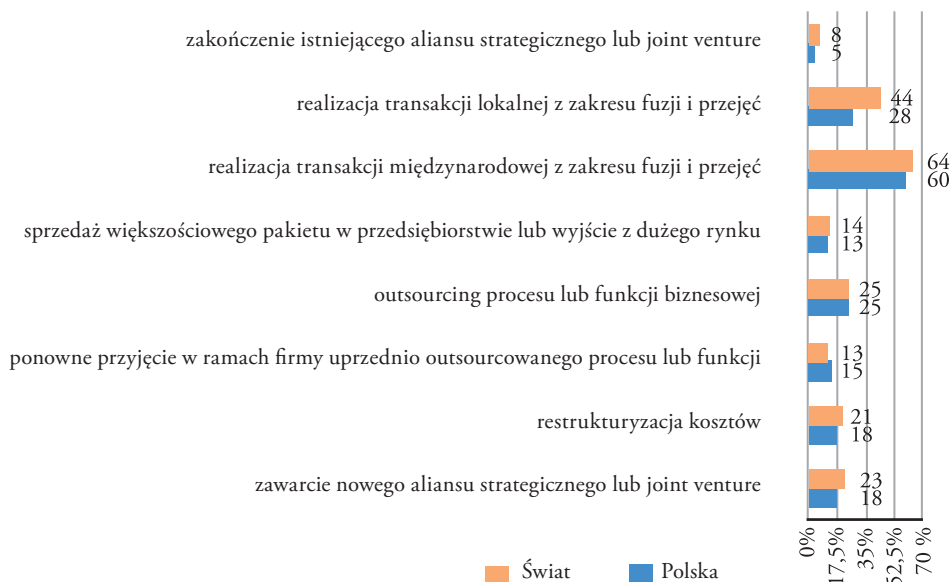 zakończenie istniejącego aliansu strategicznego lub joint venture
8
5
realizacja transakcji lokalnej z zakresu fuzji i przejęć
44
28
realizacja transakcji międzynarodowej z zakresu fuzji i przejęć
64
60
sprzedaż większościowego pakietu w przedsiębiorstwie lub wyjście z dużego rynku
14
13
outsourcing procesu lub funkcji biznesowej
25
25
ponowne przyjęcie w ramach firmy uprzednio outsourcowanego procesu lub funkcji
13
15
restrukturyzacja kosztów
21
18
zawarcie nowego aliansu strategicznego lub joint venture
23
18
0%
17,5%
35%
52,5%
70 %
Świat
Polska